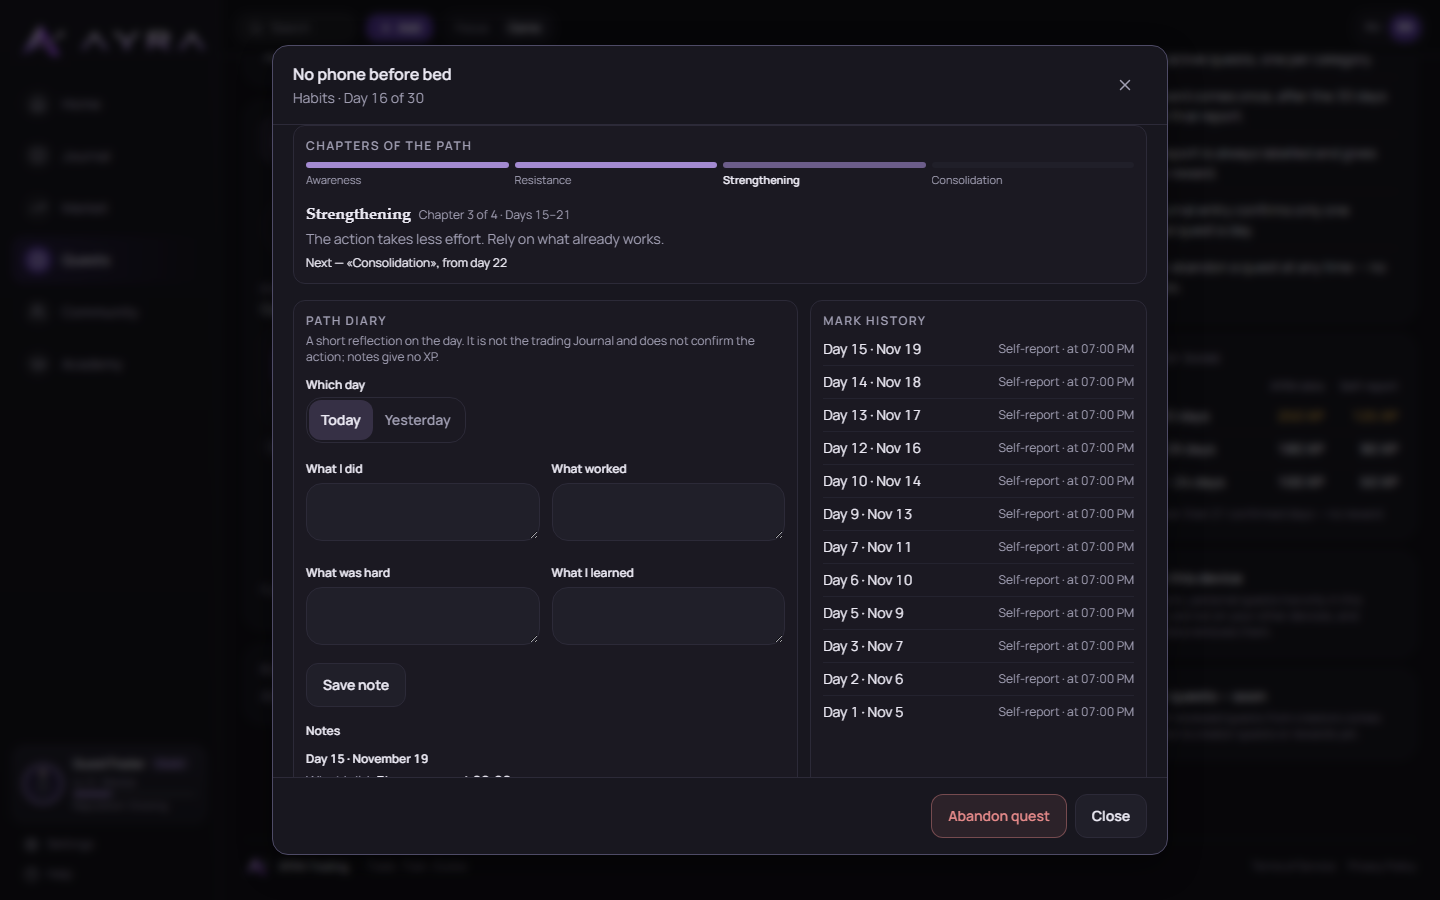 AYRA
No phone before bed
Habits · Day 16 of 30
CHAPTERS OF THE PATH
Awareness
Resistance
Strengthening
Consolidation
Strengthening Chapter 3 of 4 · Days 15–21
The action takes less effort. Rely on what already works.
Next — «Consolidation», from day 22
PATH DIARY
A short reflection on the day. It is not the trading Journal and does not confirm the
action; notes give no XP.
Which day
Today
Yesterday
What I did
What worked
What was hard
What I learned
Save note
Notes
Day 15 · November 19
MARK HISTORY
Day 15 · Nov 19 Self-report · at 07:00 PM
Day 14 · Nov 18 Self-report · at 07:00 PM
Day 13 · Nov 17 Self-report · at 07:00 PM
Day 12 · Nov 16 Self-report · at 07:00 PM
Day 10 · Nov 14 Self-report · at 07:00 PM
Day 9 · Nov 13 Self-report · at 07:00 PM
Day 7 · Nov 11 Self-report · at 07:00 PM
Day 6 · Nov 10 Self-report · at 07:00 PM
Day 5 · Nov 9 Self-report · at 07:00 PM
Day 3 · Nov 7 Self-report · at 07:00 PM
Day 2 · Nov 6 Self-report · at 07:00 PM
Day 1 · Nov 5 Self-report · at 07:00 PM
Abandon quest
Close